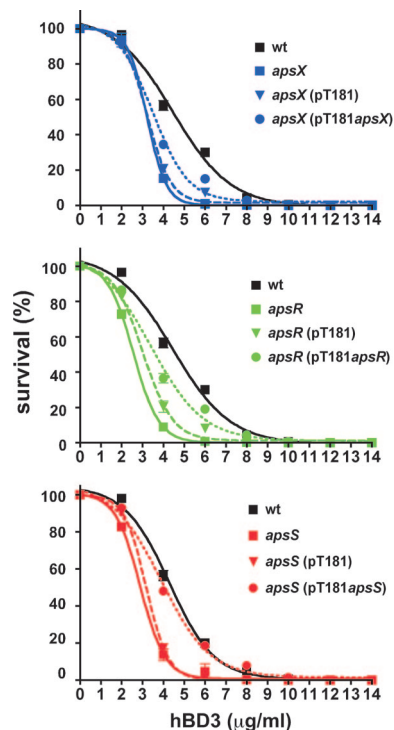 100
80
60
40
20
0
wt
apsX
apsX (pT181)
apsX (pT181apsX)
0 1 2 3 4 5 6 7 8 9 10 11 12 13 14
survival (%)
100
80
60
40
20
0
wt
apsR
apsR (pT181)
apsR (pT181apsR)
0 1 2 3 4 5 6 7 8 9 10 11 12 13 14
100
80
60
40
20
0
wt
apsS
apsS (pT181)
apsS (pT181apsS)
0 1 2 3 4 5 6 7 8 9 10 11 12 13 14
hBD3 (μg/ml)